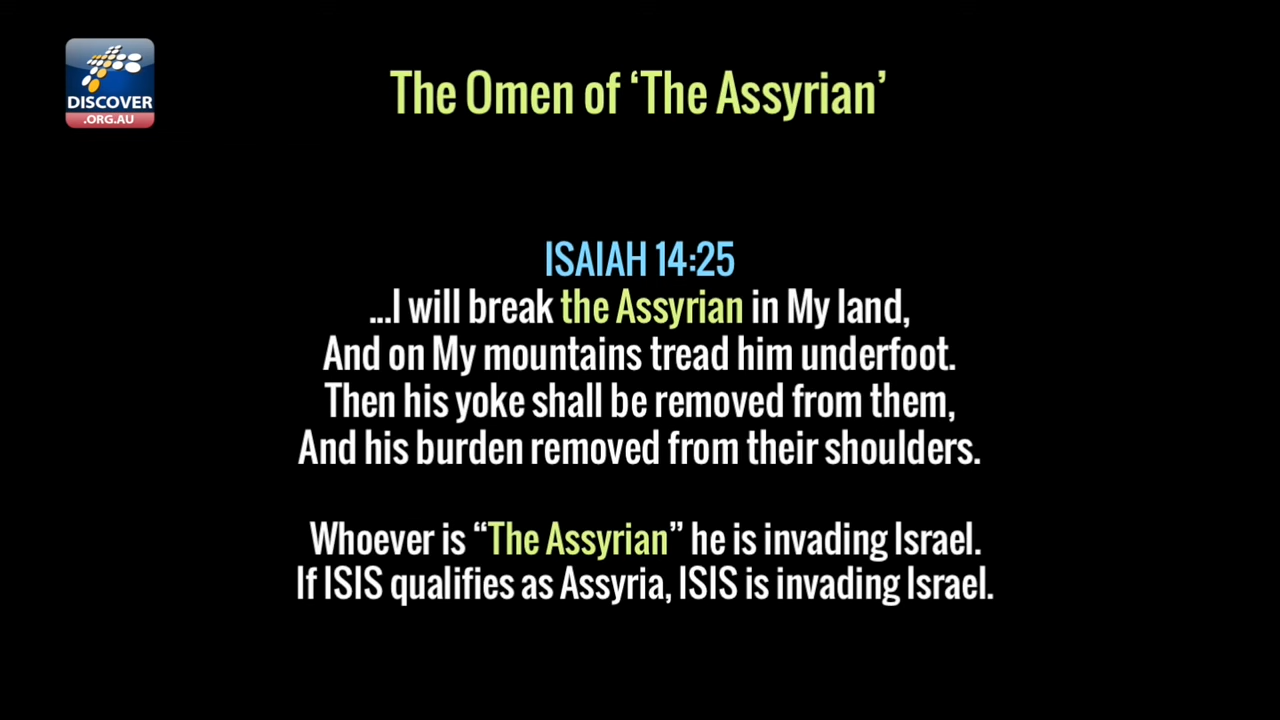 DISCOVER
.ORG.AU
The Omen of ‘The Assyrian’
ISAIAH 14:25
...I will break the Assyrian in My land,
And on My mountains tread him underfoot.
Then his yoke shall be removed from them,
And his burden removed from their shoulders.
Whoever is “The Assyrian” he is invading Israel.
If ISIS qualifies as Assyria, ISIS is invading Israel.